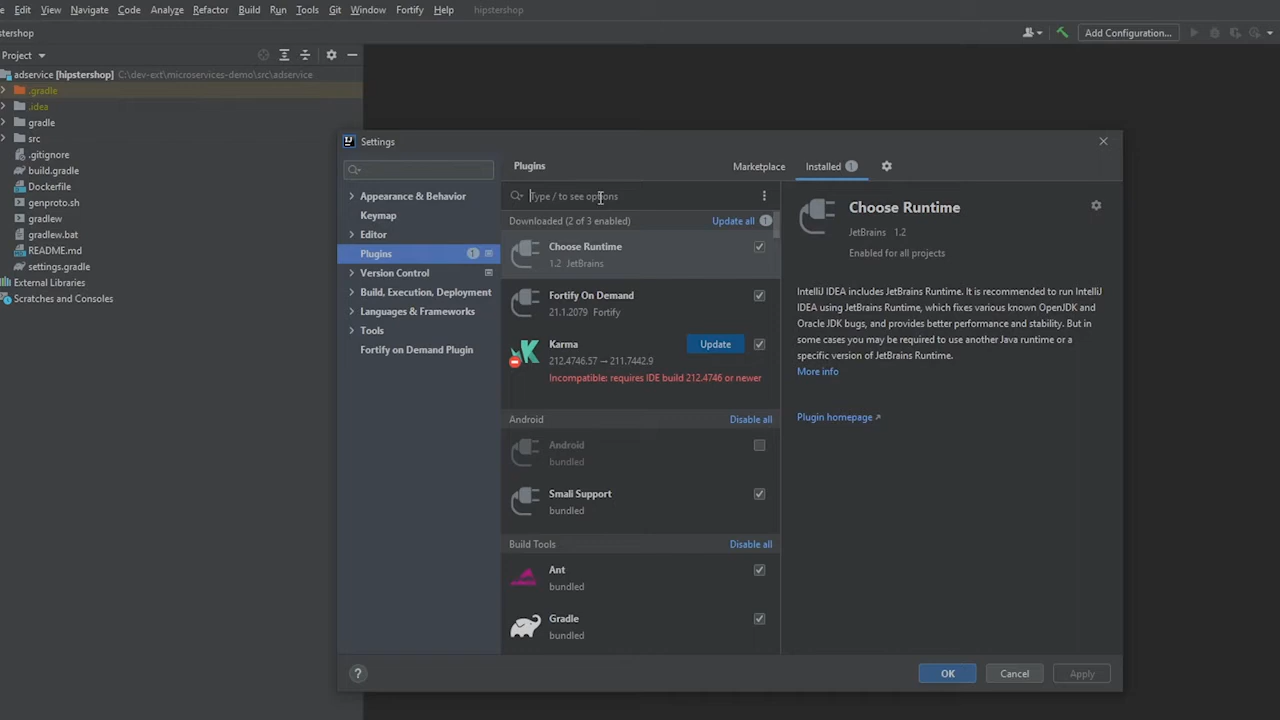 e Edit View Navigate Code Analyze Refactor Build Run Tools Git Window Fortify Help hipstershop
stershop
Add Configuration...
Project
adservice [hipstershop] C:\dev-ext\microservices-demo\src\adservice
.gradle
.idea
gradle
src
.gitignore
build.gradle
Dockerfile
genproto.sh
gradlew
gradlew.bat
README.md
settings.gradle
External Libraries
Scratches and Consoles
Settings
Appearance & Behavior
Keymap
Editor
Plugins 1
Version Control
Build, Execution, Deployment
Languages & Frameworks
Tools
Fortify on Demand Plugin
Plugins
Marketplace
Installed 1
Type / to see options
Downloaded (2 of 3 enabled) Update all 1
Choose Runtime
1.2 JetBrains
Fortify On Demand
21.1.2079 Fortify
Karma Update
212.4746.57 → 211.7442.9
Incompatible: requires IDE build 212.4746 or newer
Android Disable all
Android
bundled
Smali Support
bundled
Build Tools Disable all
Ant
bundled
Gradle
bundled
Choose Runtime
JetBrains 1.2
Enabled for all projects
IntelliJ IDEA includes JetBrains Runtime. It is recommended to run IntelliJ
IDEA using JetBrains Runtime, which fixes various known OpenJDK and
Oracle JDK bugs, and provides better performance and stability. But in
some cases you may be required to use another Java runtime or a
specific version of JetBrains Runtime.
More info
Plugin homepage ↗
?
OK
Cancel
Apply